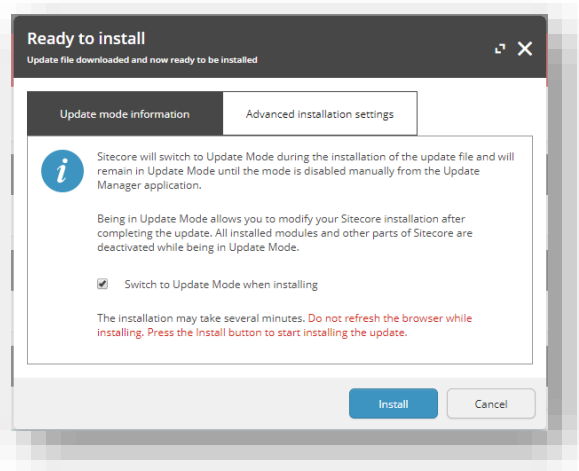 Ready to install
Update file downloaded and now ready to be installed
Update mode information
Advanced installation settings
i
Sitecore will switch to Update Mode during the installation of the update file and will
remain in Update Mode until the mode is disabled manually from the Update
Manager application.
Being in Update Mode allows you to modify your Sitecore installation after
completing the update. All installed modules and other parts of Sitecore are
deactivated while being in Update Mode.
Switch to Update Mode when installing
The installation may take several minutes. Do not refresh the browser while
installing. Press the Install button to start installing the update.
Install
Cancel